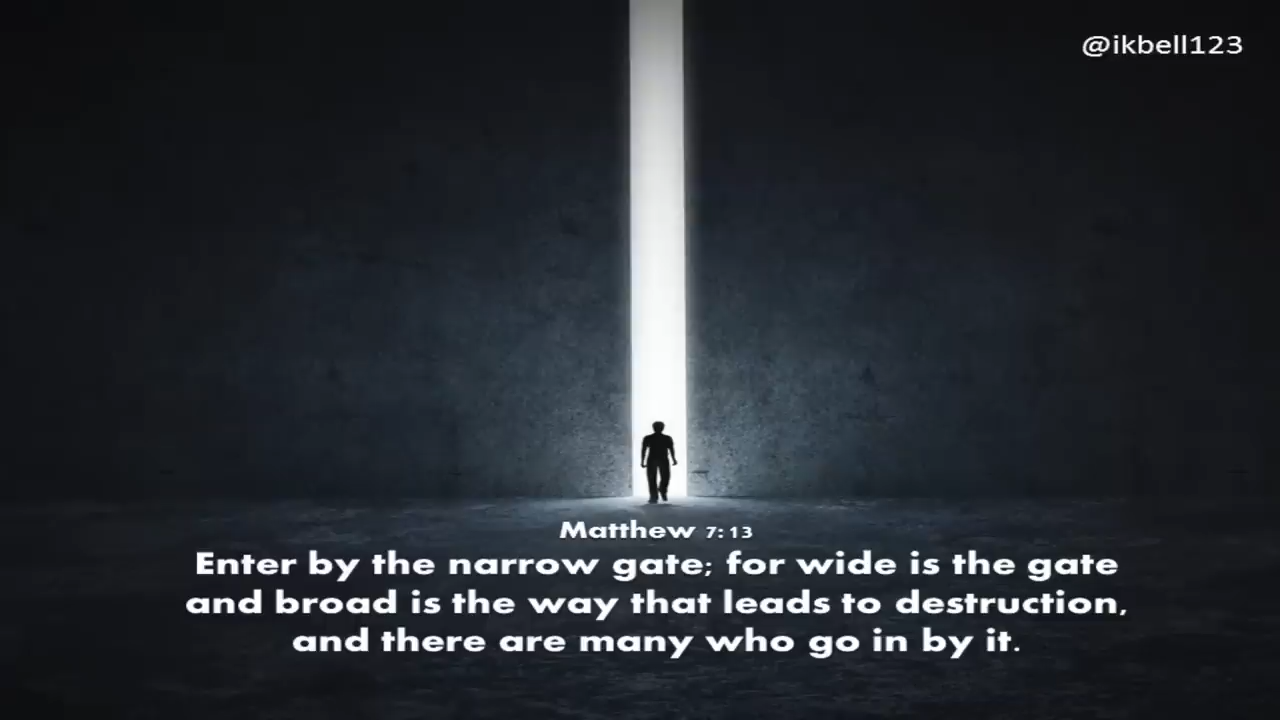 @ikbell123
Matthew 7:13
Enter by the narrow gate; for wide is the gate
and broad is the way that leads to destruction,
and there are many who go in by it.